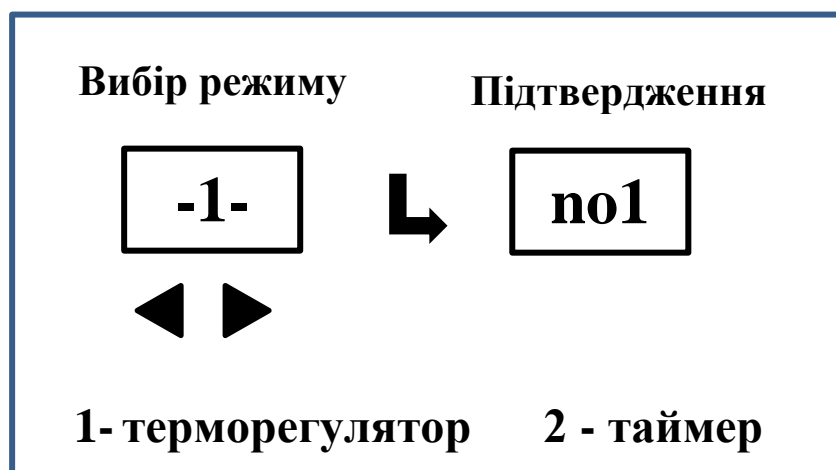 Вибір режиму
Підтвердження
-1-
no1
1- терморегулятор
2 - таймер